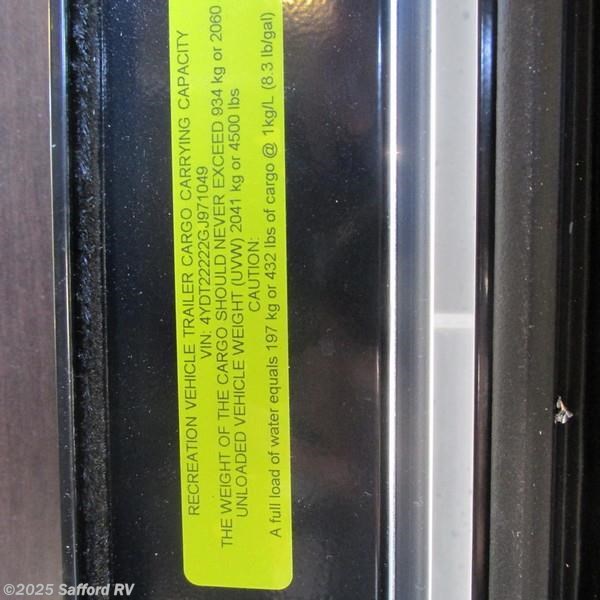 RECREATION VEHICLE TRAILER CARGO CARRYING CAPACITY
VIN: 4YDT22222GJ971049
THE WEIGHT OF THE CARGO SHOULD NEVER EXCEED 934 kg or 2060
UNLOADED VEHICLE WEIGHT (UVW) 2041 kg or 4500 lbs
CAUTION:
A full load of water equals 197 kg or 432 lbs of cargo @ 1kg/L (8.3 lb/gal)
©2025 Safford RV